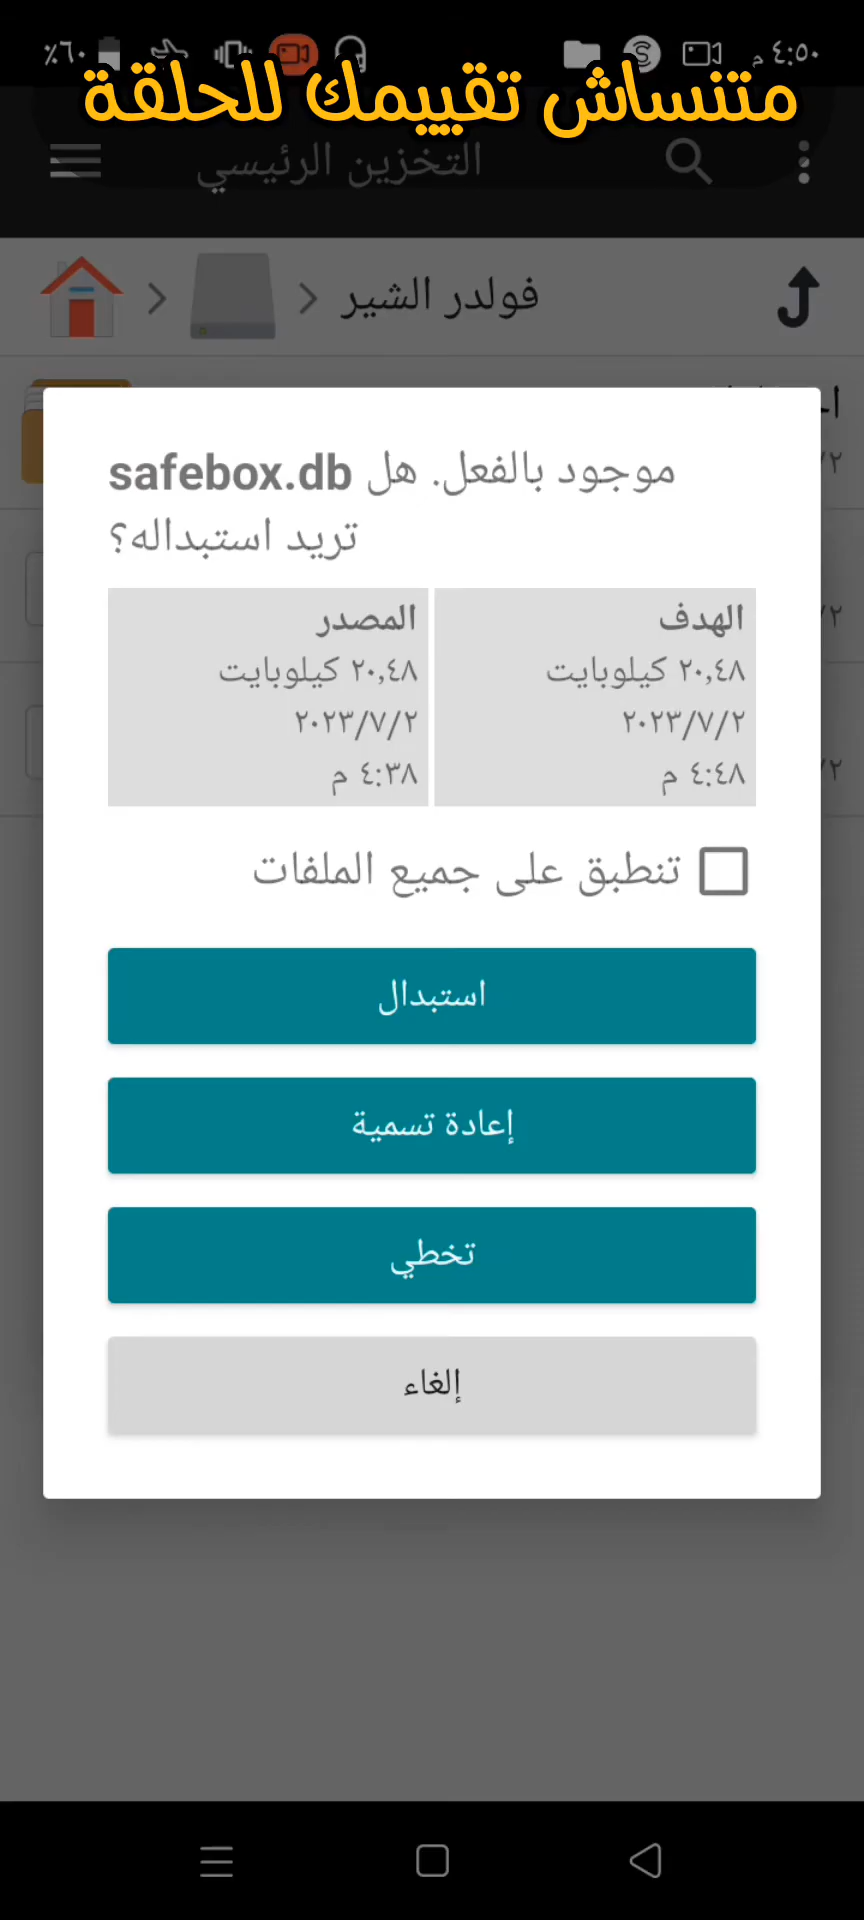 ٪٦٠
٤:٥٠ م
متنساش تقييمك للحلقة
التخزين الرئيسي
فولدر الشير
safebox.db موجود بالفعل. هل
تريد استبداله؟
الهدف
٢٠,٤٨ كيلوبايت
٢٠٢٣/٧/٢
٤:٤٨ م
المصدر
٢٠,٤٨ كيلوبايت
٢٠٢٣/٧/٢
٤:٣٨ م
تنطبق على جميع الملفات
استبدال
إعادة تسمية
تخطي
إلغاء